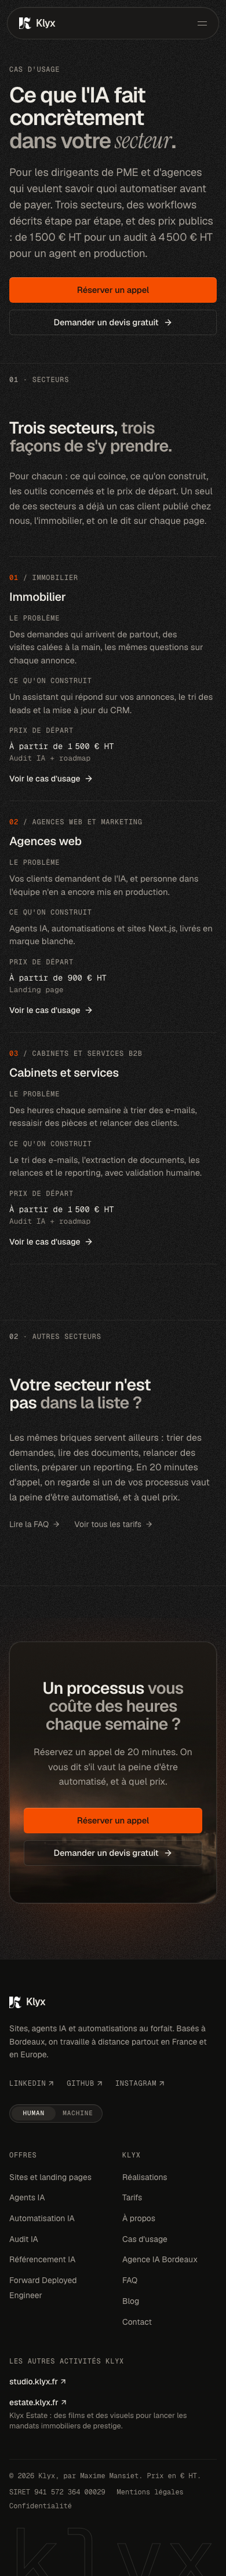 Klyx
CAS D'USAGE
Ce que l'IA fait
concrètement
dans votre secteur.
Pour les dirigeants de PME et d'agences
qui veulent savoir quoi automatiser avant
de payer. Trois secteurs, des workflows
décrits étape par étape, et des prix publics
: de 1 500 € HT pour un audit à 4 500 € HT
pour un agent en production.
Réserver un appel
Demander un devis gratuit →
01 · SECTEURS
Trois secteurs, trois
façons de s'y prendre.
Pour chacun : ce qui coince, ce qu'on construit,
les outils concernés et le prix de départ. Un seul
de ces secteurs a déjà un cas client publié chez
nous, l'immobilier, et on le dit sur chaque page.
01 / IMMOBILIER
Immobilier
LE PROBLÈME
Des demandes qui arrivent de partout, des
visites calées à la main, les mêmes questions sur
chaque annonce.
CE QU'ON CONSTRUIT
Un assistant qui répond sur vos annonces, le tri des
leads et la mise à jour du CRM.
PRIX DE DÉPART
À partir de 1 500 € HT
Audit IA + roadmap
Voir le cas d'usage →
02 / AGENCES WEB ET MARKETING
Agences web
LE PROBLÈME
Vos clients demandent de l'IA, et personne dans
l'équipe n'en a encore mis en production.
CE QU'ON CONSTRUIT
Agents IA, automatisations et sites Next.js, livrés en
marque blanche.
PRIX DE DÉPART
À partir de 900 € HT
Landing page
Voir le cas d'usage →
03 / CABINETS ET SERVICES B2B
Cabinets et services
LE PROBLÈME
Des heures chaque semaine à trier des e-mails,
ressaisir des pièces et relancer des clients.
CE QU'ON CONSTRUIT
Le tri des e-mails, l'extraction de documents, les
relances et le reporting, avec validation humaine.
PRIX DE DÉPART
À partir de 1 500 € HT
Audit IA + roadmap
Voir le cas d'usage →
02 · AUTRES SECTEURS
Votre secteur n'est
pas dans la liste ?
Les mêmes briques servent ailleurs : trier des
demandes, lire des documents, relancer des
clients, préparer un reporting. En 20 minutes
d'appel, on regarde si un de vos processus vaut
la peine d'être automatisé, et à quel prix.
Lire la FAQ → Voir tous les tarifs →
Un processus vous
coûte des heures
chaque semaine ?
Réservez un appel de 20 minutes. On
vous dit s'il vaut la peine d'être
automatisé, et à quel prix.
Réserver un appel
Demander un devis gratuit →
Klyx
Sites, agents IA et automatisations au forfait. Basés à
Bordeaux, on travaille à distance partout en France et
en Europe.
LINKEDIN ↗ GITHUB ↗ INSTAGRAM ↗
HUMAN MACHINE
OFFRES
Sites et landing pages
Agents IA
Automatisation IA
Audit IA
Référencement IA
Forward Deployed
Engineer
KLYX
Réalisations
Tarifs
À propos
Cas d'usage
Agence IA Bordeaux
FAQ
Blog
Contact
LES AUTRES ACTIVITÉS KLYX
studio.klyx.fr ↗
estate.klyx.fr ↗
Klyx Estate : des films et des visuels pour lancer les
mandats immobiliers de prestige.
© 2026 Klyx, par Maxime Mansiet. Prix en € HT.
SIRET 941 572 364 00029 Mentions légales
Confidentialité
klyx